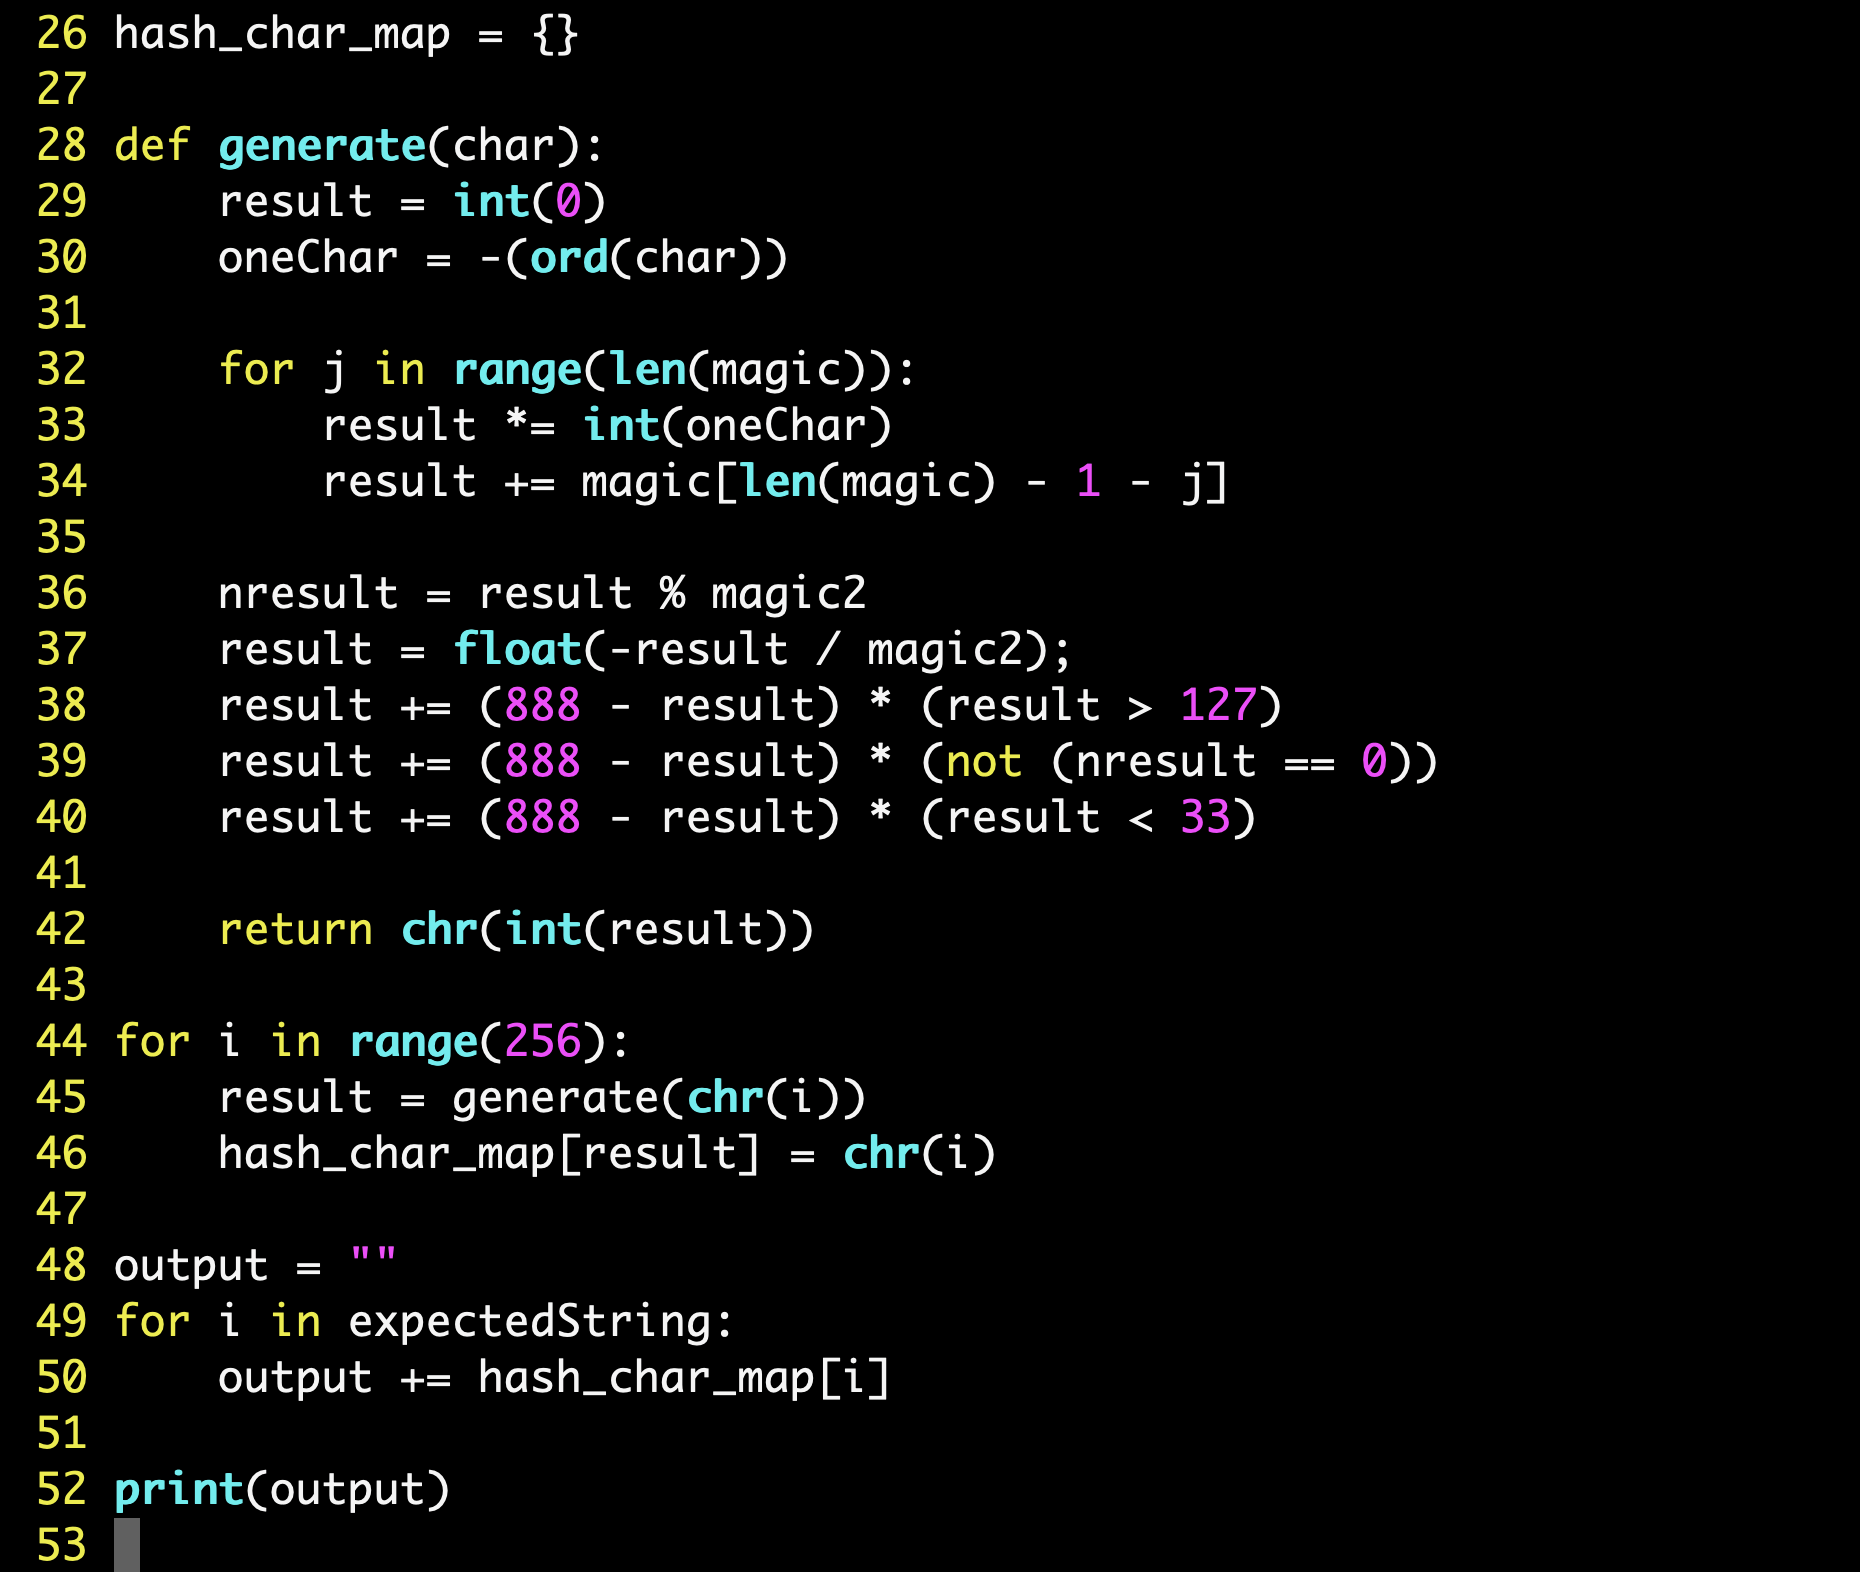 26 hash_char_map = {}
27
28 def generate(char):
29     result = int(0)
30     oneChar = -(ord(char))
31
32     for j in range(len(magic)):
33         result *= int(oneChar)
34         result += magic[len(magic) - 1 - j]
35
36     nresult = result % magic2
37     result = float(-result / magic2);
38     result += (888 - result) * (result > 127)
39     result += (888 - result) * (not (nresult == 0))
40     result += (888 - result) * (result < 33)
41
42     return chr(int(result))
43
44 for i in range(256):
45     result = generate(chr(i))
46     hash_char_map[result] = chr(i)
47
48 output = ""
49 for i in expectedString:
50     output += hash_char_map[i]
51
52 print(output)
53